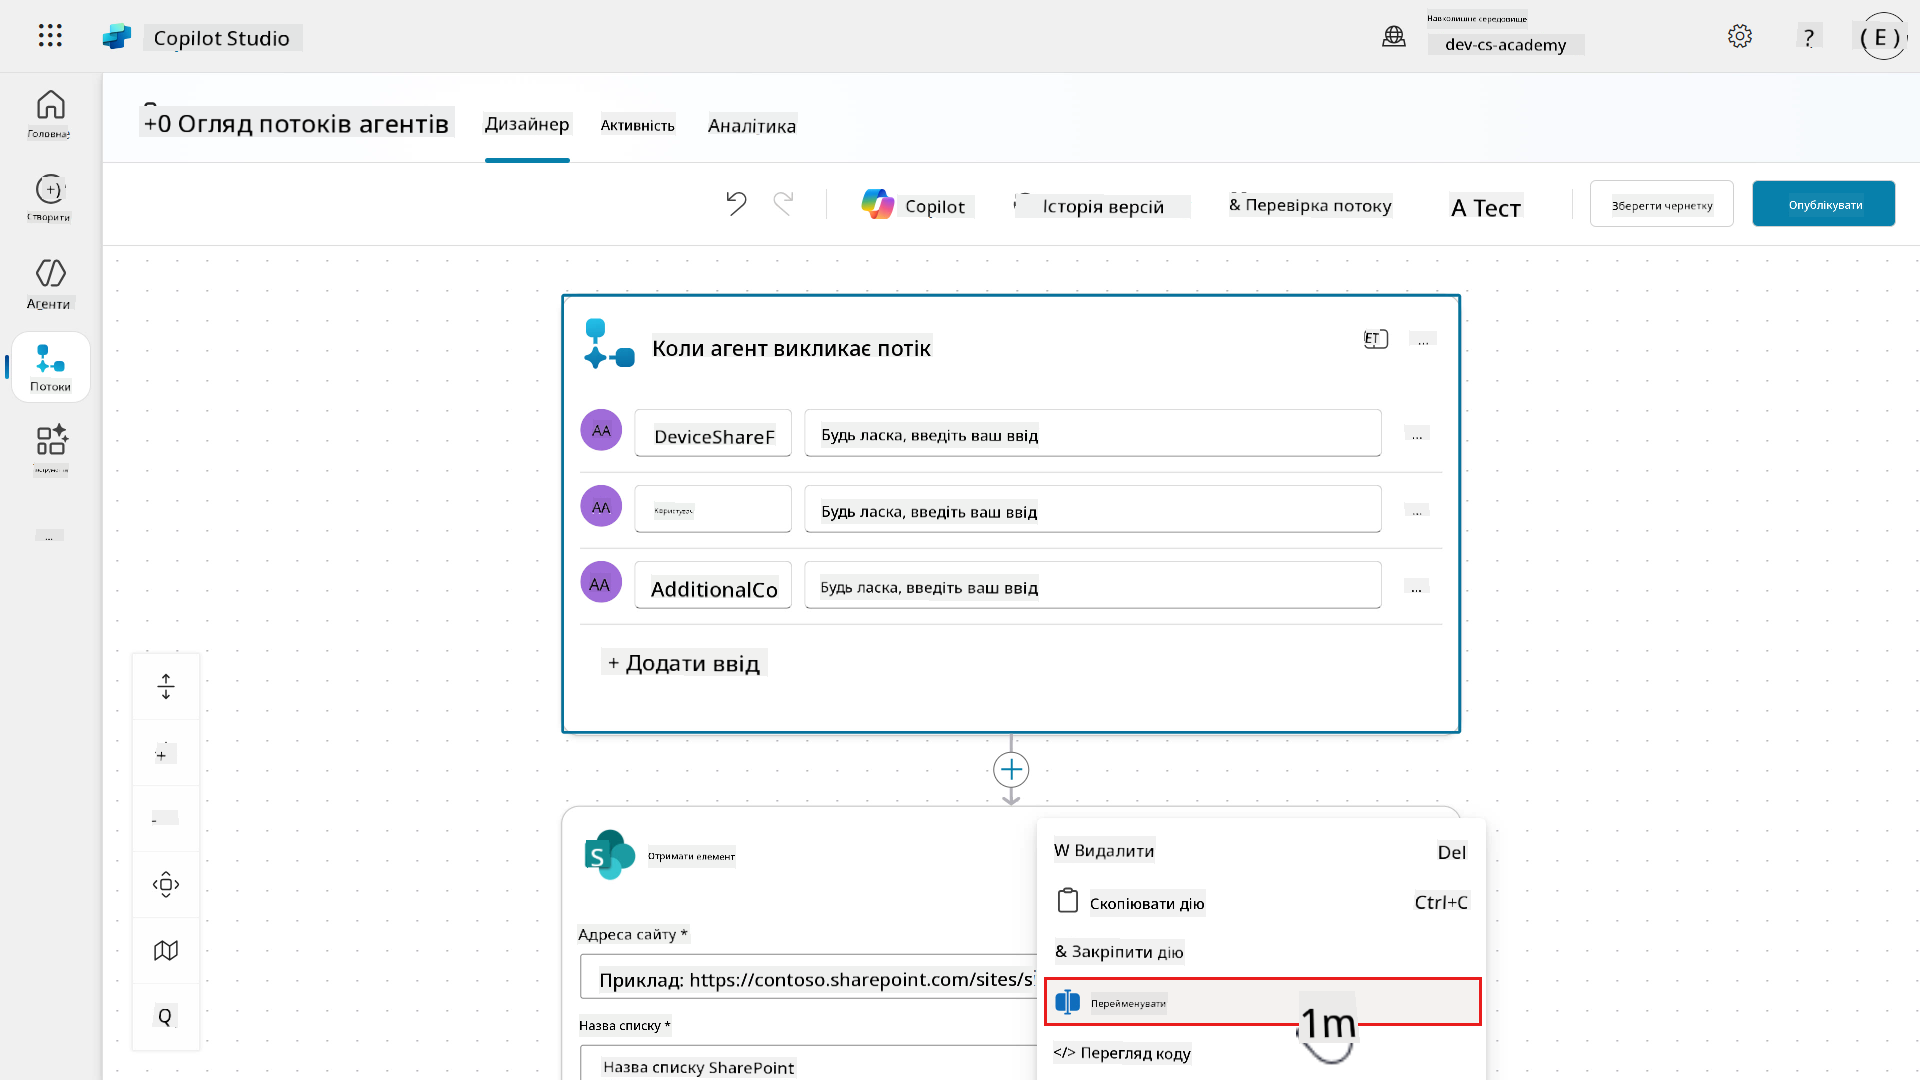 Copilot Studio
Навколишнє середовище
dev-cs-academy
?
( E )
Головна
+0 Огляд потоків агентів
Дизайнер
Активність
Аналітика
Створити
Copilot
Історія версій
& Перевірка потоку
A Тест
Зберегти чернетку
Опублікувати
Агенти
Потоки
...
Коли агент викликає потік
ET
...
AA
DeviceShareF
Будь ласка, введіть ваш ввід
...
AA
Користувач
Будь ласка, введіть ваш ввід
...
AA
AdditionalCo
Будь ласка, введіть ваш ввід
...
+ Додати ввід
+
-
Q
S
Отримати елемент
Адреса сайту *
Приклад: https://contoso.sharepoint.com/sites/s
Назва списку *
Назва списку SharePoint
W Видалити
Del
Скопіювати дію
Ctrl+C
& Закріпити дію
Перейменувати
1m
</> Перегляд коду